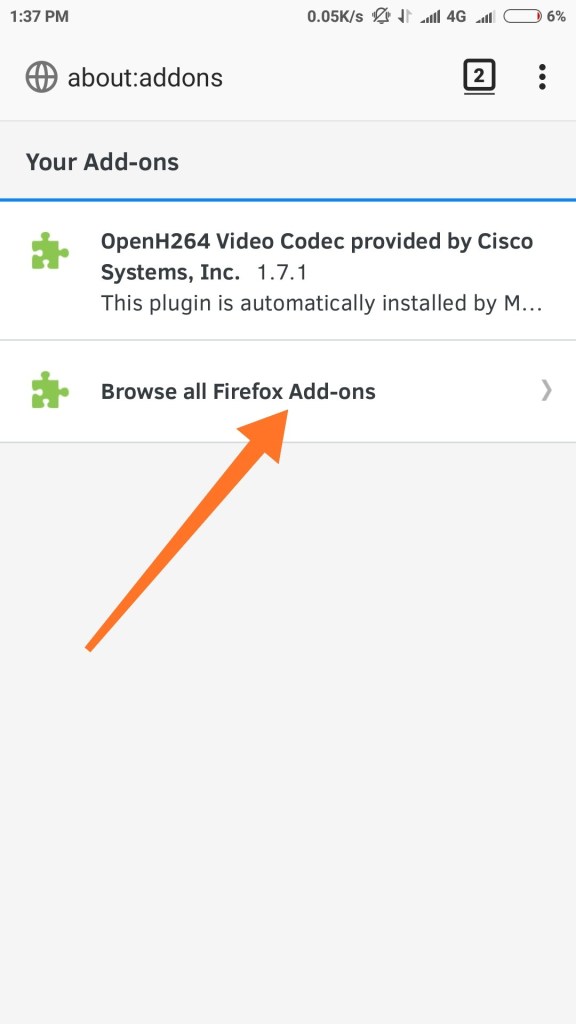 1:37 PM 0.05K/s 4G 6%
about:addons 2
Your Add-ons
OpenH264 Video Codec provided by Cisco
Systems, Inc. 1.7.1
This plugin is automatically installed by M...
Browse all Firefox Add-ons